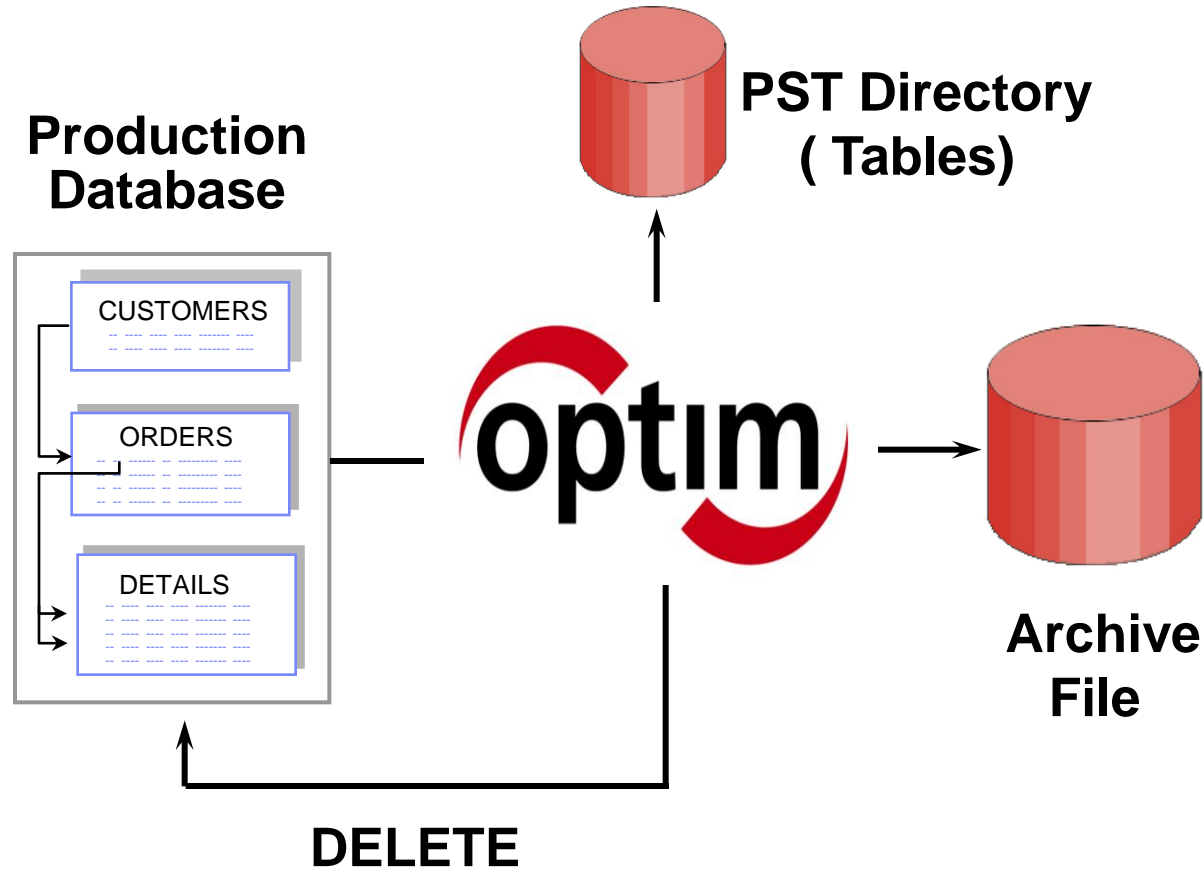 Production
Database
CUSTOMERS
ORDERS
DETAILS
PST Directory
( Tables)
optim
Archive
File
DELETE